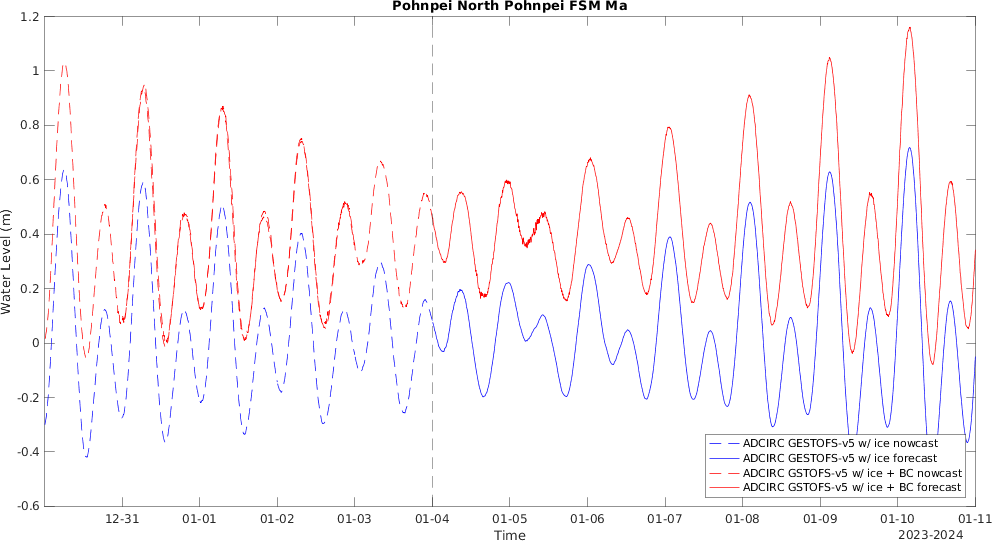 Pohnpei North Pohnpei FSM Ma
Water Level (m)
1.2
1
0.8
0.6
0.4
0.2
0
-0.2
-0.4
-0.6
ADCIRC GESTOFS-v5 w/ ice nowcast
ADCIRC GESTOFS-v5 w/ ice forecast
ADCIRC GSTOFS-v5 w/ ice + BC nowcast
ADCIRC GSTOFS-v5 w/ ice + BC forecast
12-31 01-01 01-02 01-03 01-04 01-05 01-06 01-07 01-08 01-09 01-10 01-11
Time
2023-2024